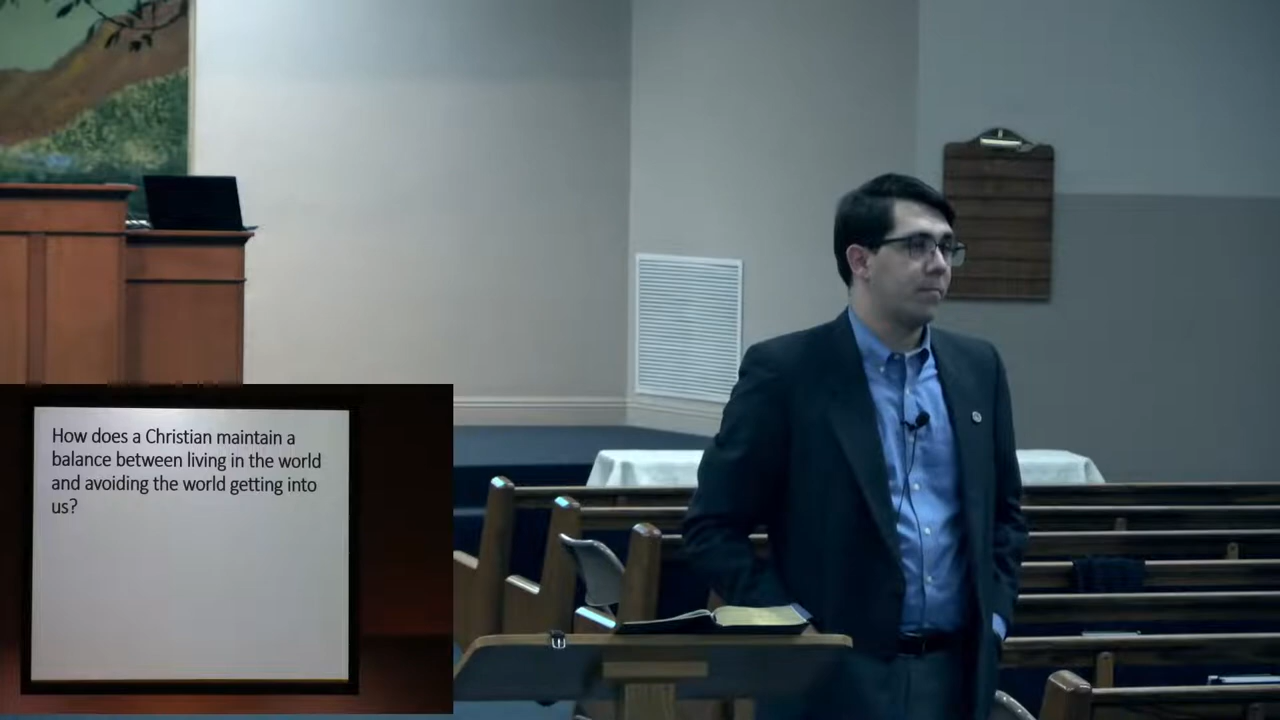 How does a Christian maintain a
balance between living in the world
and avoiding the world getting into
us?